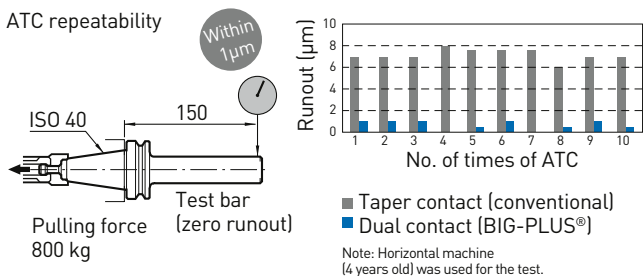 ATC repeatability
Within
1μm
150
ISO 40
Pulling force
800 kg
Test bar
(zero runout)
Runout (μm)
10
8
6
4
2
0
1 2 3 4 5 6 7 8 9 10
No. of times of ATC
Taper contact (conventional)
Dual contact (BIG-PLUS®)
Note: Horizontal machine
(4 years old) was used for the test.